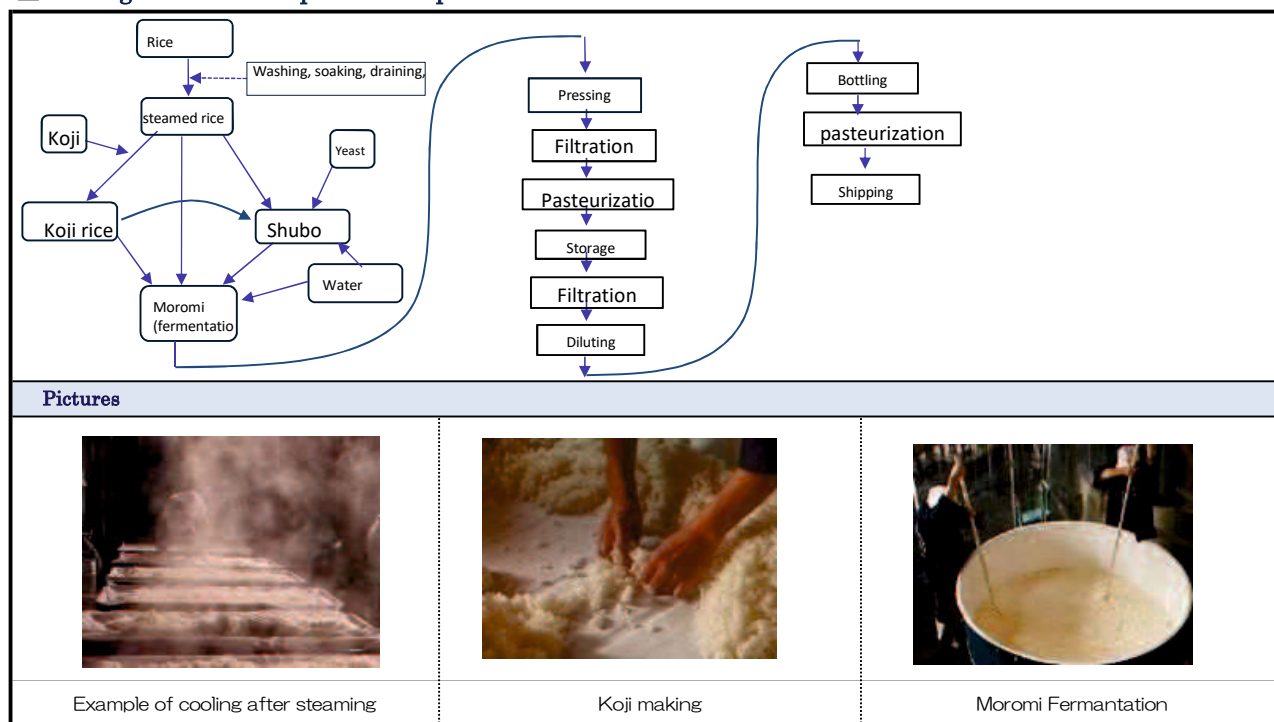 Rice
Washing, soaking, draining,
steamed rice
Koji
Yeast
Koji rice
Shubo
Water
Moromi
(fermentatio
Pressing
Filtration
Pasteurizatio
Storage
Filtration
Diluting
Bottling
pasteurization
Shipping
Pictures
Example of cooling after steaming
Koji making
Moromi Fermantation